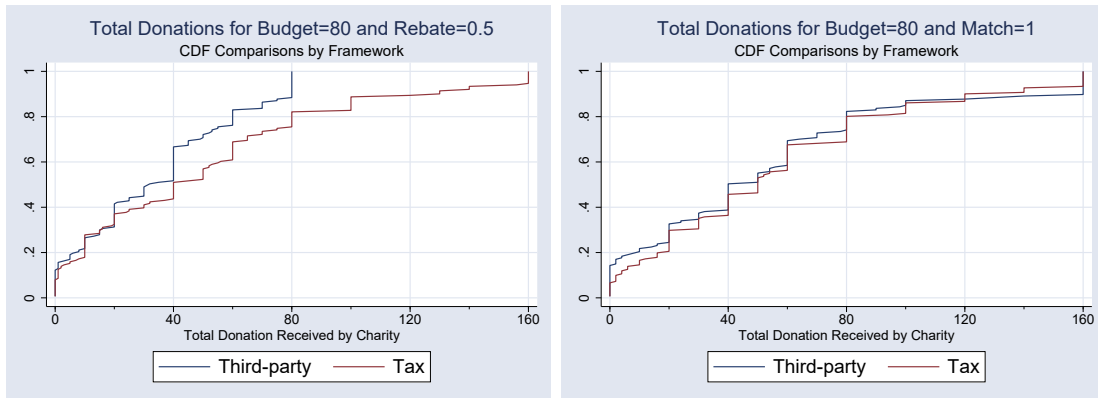 Total Donations for Budget=80 and Rebate=0.5
CDF Comparisons by Framework
1
.8
.6
.4
.2
0
0 40 80 120 160
Total Donation Received by Charity
Third-party Tax
Total Donations for Budget=80 and Match=1
CDF Comparisons by Framework
1
.8
.6
.4
.2
0
0 40 80 120 160
Total Donation Received by Charity
Third-party Tax